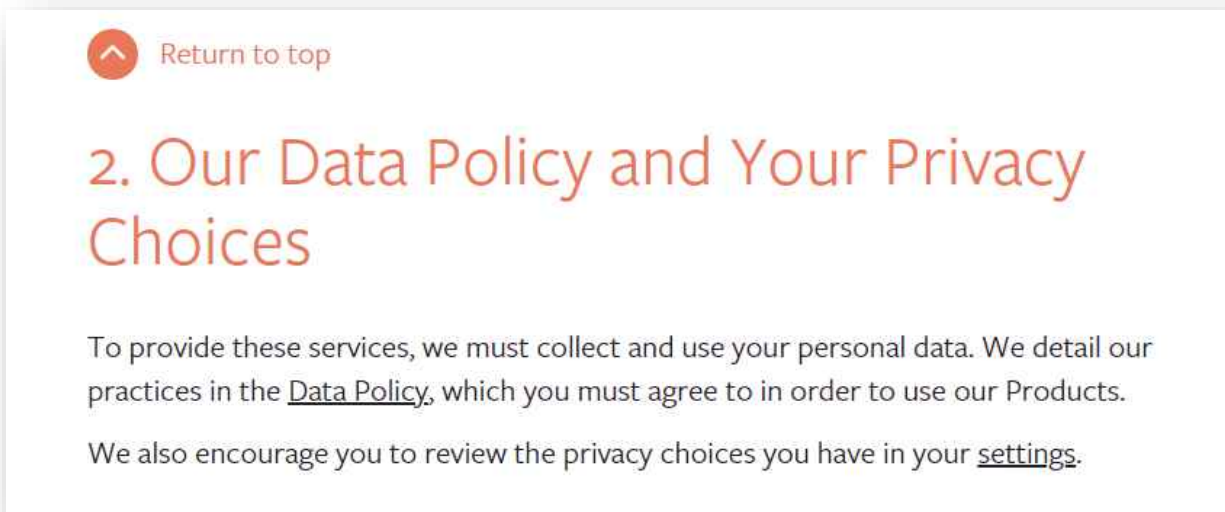 Return to top
2. Our Data Policy and Your Privacy
Choices
To provide these services, we must collect and use your personal data. We detail our
practices in the Data Policy, which you must agree to in order to use our Products.
We also encourage you to review the privacy choices you have in your settings.